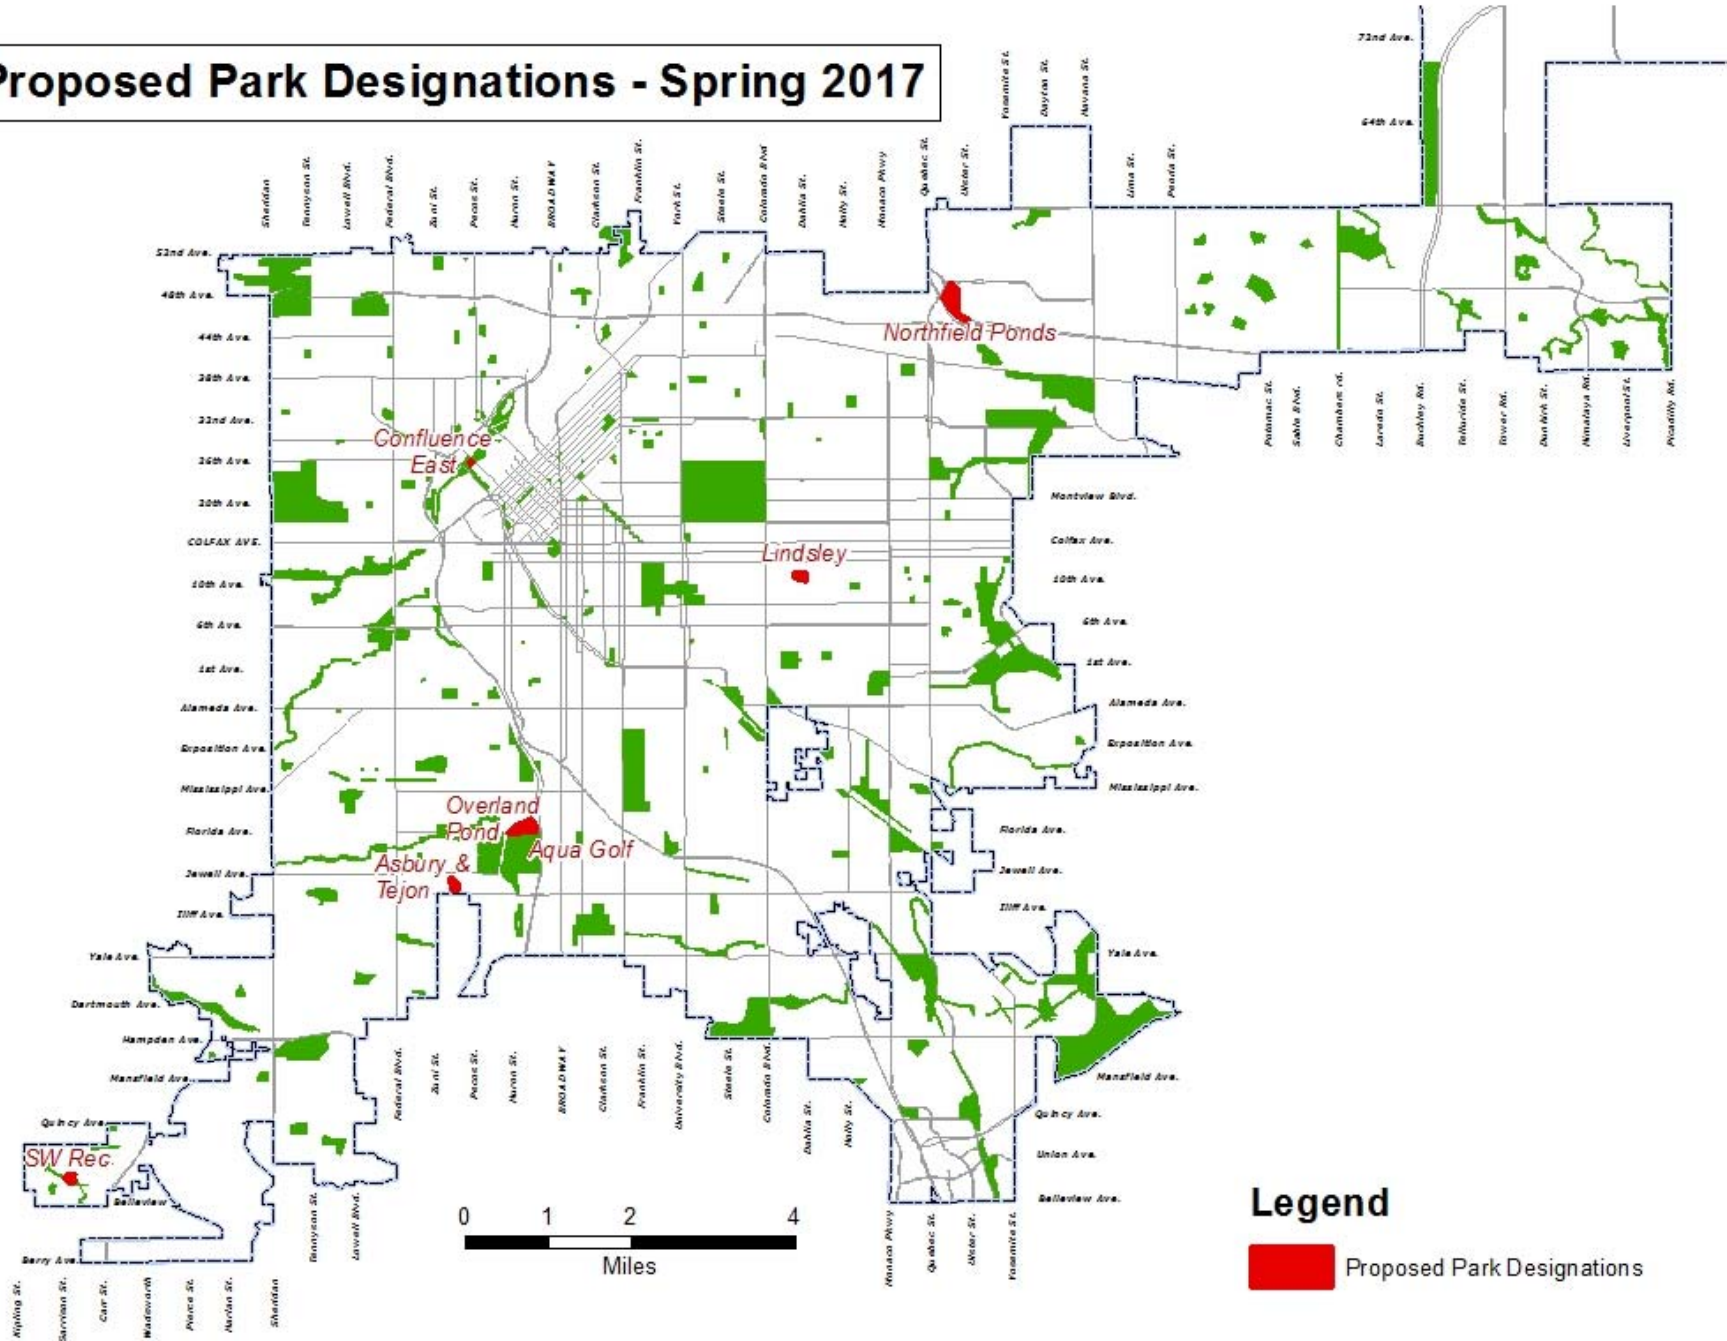 Proposed Park Designations - Spring 2017
72nd Ave.
64th Ave.
Yosemite St.
Dayton St.
Havana St.
Sheridan
Tennyson St.
Lowell Blvd.
Federal Blvd.
Zuni St.
Pecos St.
Huron St.
BROADWAY
Clarkson St.
Franklin St.
York St.
Steele St.
Colorado Blvd
Dahlia St.
Holly St.
Monaco Pkwy
Quebec St.
Ulster St.
Lima St.
Peoria St.
52nd Ave.
48th Ave.
44th Ave.
38th Ave.
32nd Ave.
26th Ave.
20th Ave.
COLFAX AVE.
10th Ave.
6th Ave.
1st Ave.
Alameda Ave.
Exposition Ave.
Mississippi Ave.
Florida Ave.
Jewell Ave.
Iliff Ave.
Yale Ave.
Dartmouth Ave.
Hampden Ave.
Mansfield Ave.
Quincy Ave.
Belleview
Berry Ave.
Northfield Ponds
Confluence
East
Lindsley
Overland
Pond
Aqua Golf
Asbury &
Tejon
SW Rec.
Potomac St.
Sable Blvd.
Chambers rd.
Laredo St.
Buckley Rd.
Telluride St.
Tower Rd.
Dunkirk St.
Himalaya Rd.
Liverpool St.
Picadilly Rd.
Montview Blvd.
Colfax Ave.
10th Ave.
6th Ave.
1st Ave.
Alameda Ave.
Exposition Ave.
Mississippi Ave.
Florida Ave.
Jewell Ave.
Iliff Ave.
Yale Ave.
Mansfield Ave.
Quincy Ave.
Union Ave.
Belleview Ave.
Federal Blvd.
Zuni St.
Pecos St.
Huron St.
BROADWAY
Clarkson St.
Franklin St.
University Blvd.
Steele St.
Colorado Blvd.
Dahlia St.
Holly St.
Monaco Pkwy
Quebec St.
Ulster St.
Yosemite St.
Tennyson St.
Lowell Blvd.
Kipling St.
Garrison St.
Carr St.
Wadsworth
Pierce St.
Harlan St.
Sheridan
0 1 2 4
Miles
Legend
Proposed Park Designations